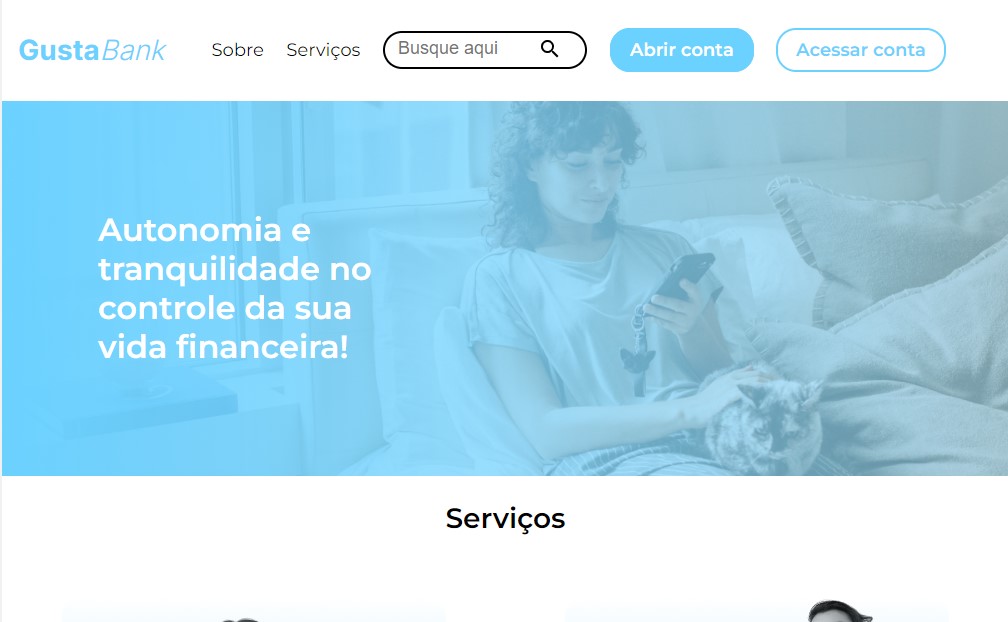 GustaBank
Sobre
Serviços
Busque aqui
Abrir conta
Acessar conta
Autonomia e
tranquilidade no
controle da sua
vida financeira!
Serviços